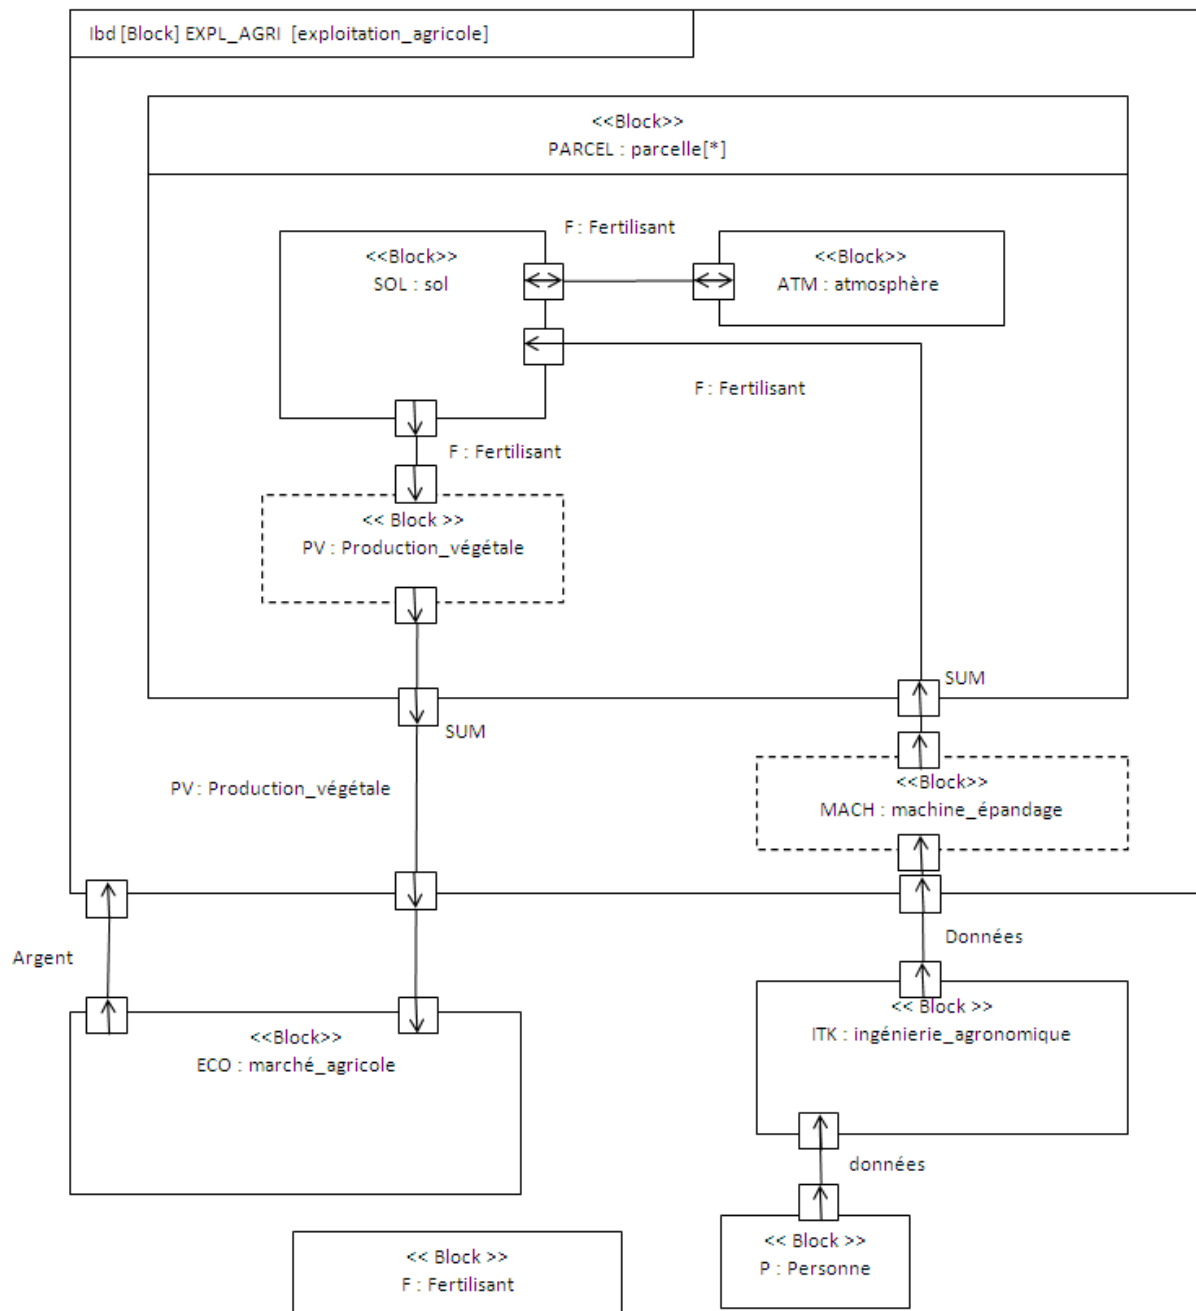 Ibd [Block] EXPL_AGRI [exploitation_agricole]
<<Block>>
PARCEL : parcelle[*]
F : Fertilisant
<<Block>>
SOL : sol
<<Block>>
ATM : atmosphère
F : Fertilisant
F : Fertilisant
<< Block >>
PV : Production_végétale
SUM
SUM
PV : Production_végétale
<<Block>>
MACH : machine_épandage
Argent
Données
<< Block >>
ITK : ingénierie_agronomique
<<Block>>
ECO : marché_agricole
données
<< Block >>
P : Personne
<< Block >>
F : Fertilisant